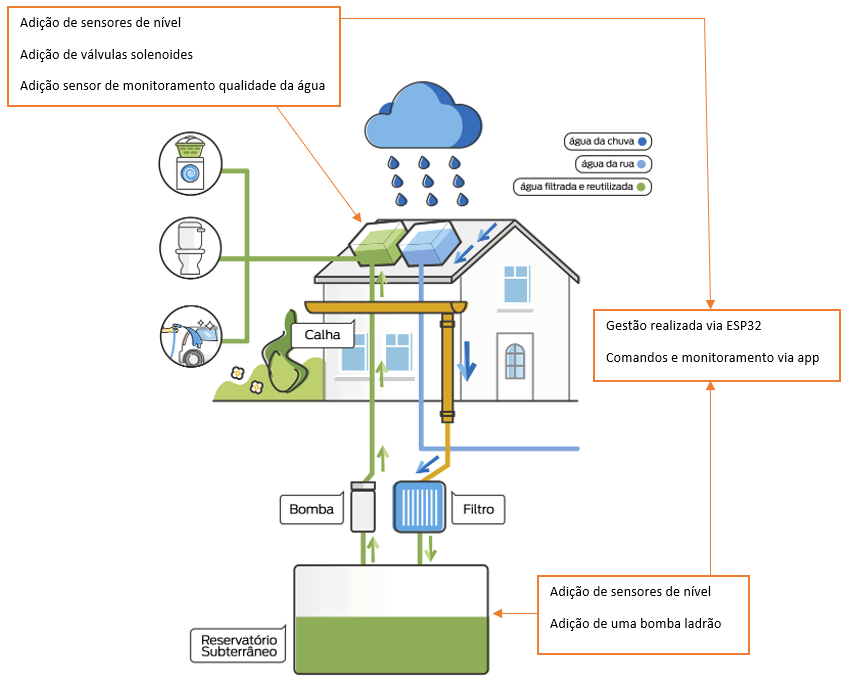 Adição de sensores de nível
Adição de válvulas solenoides
Adição sensor de monitoramento qualidade da água
água da chuva
água da rua
água filtrada e reutilizada
Gestão realizada via ESP32
Comandos e monitoramento via app
Calha
Bomba
Filtro
Adição de sensores de nível
Adição de uma bomba ladrão
Reservatório
Subterrâneo